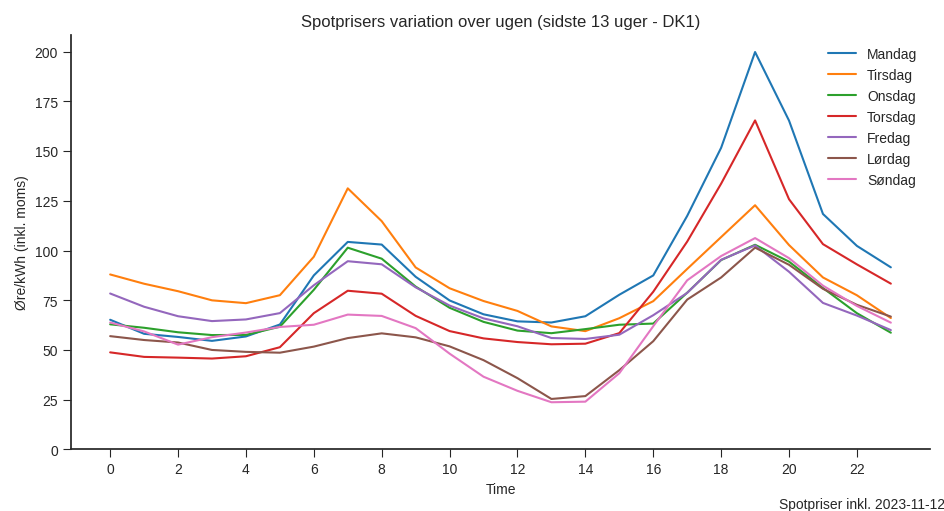 Spotprisers variation over ugen (sidste 13 uger - DK1)
Mandag
Tirsdag
Onsdag
Torsdag
Fredag
Lørdag
Søndag
Øre/kWh (inkl. moms)
200
175
150
125
100
75
50
25
0
0 2 4 6 8 10 12 14 16 18 20 22
Time
Spotpriser inkl. 2023-11-12